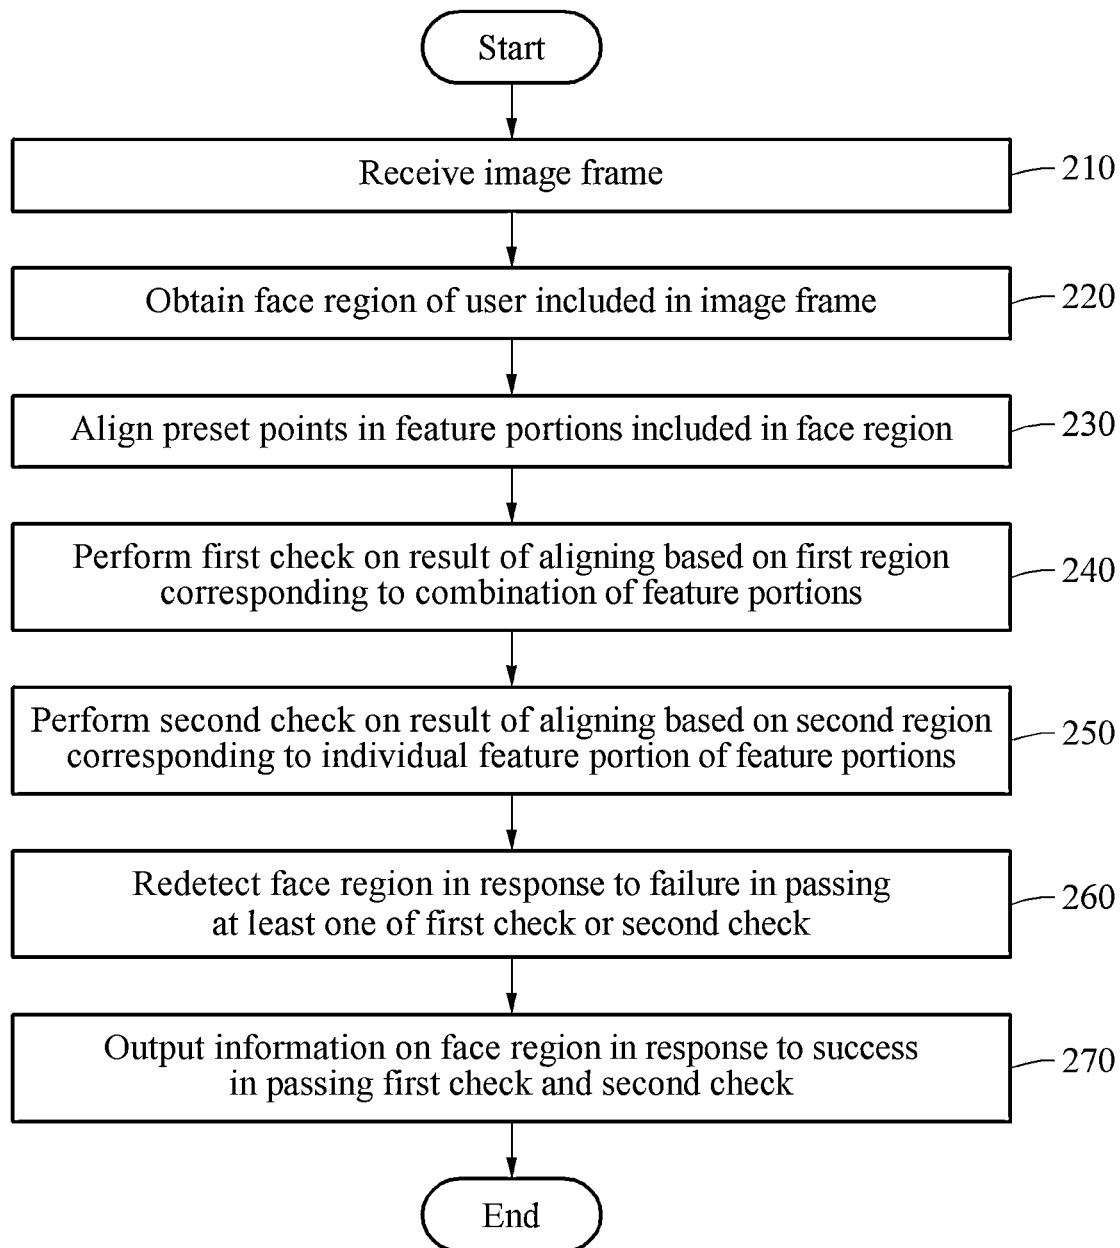 Start
Receive image frame
210
Obtain face region of user included in image frame
220
Align preset points in feature portions included in face region
230
Perform first check on result of aligning based on first region
corresponding to combination of feature portions
240
Perform second check on result of aligning based on second region
corresponding to individual feature portion of feature portions
250
Redetect face region in response to failure in passing
at least one of first check or second check
260
Output information on face region in response to success
in passing first check and second check
270
End